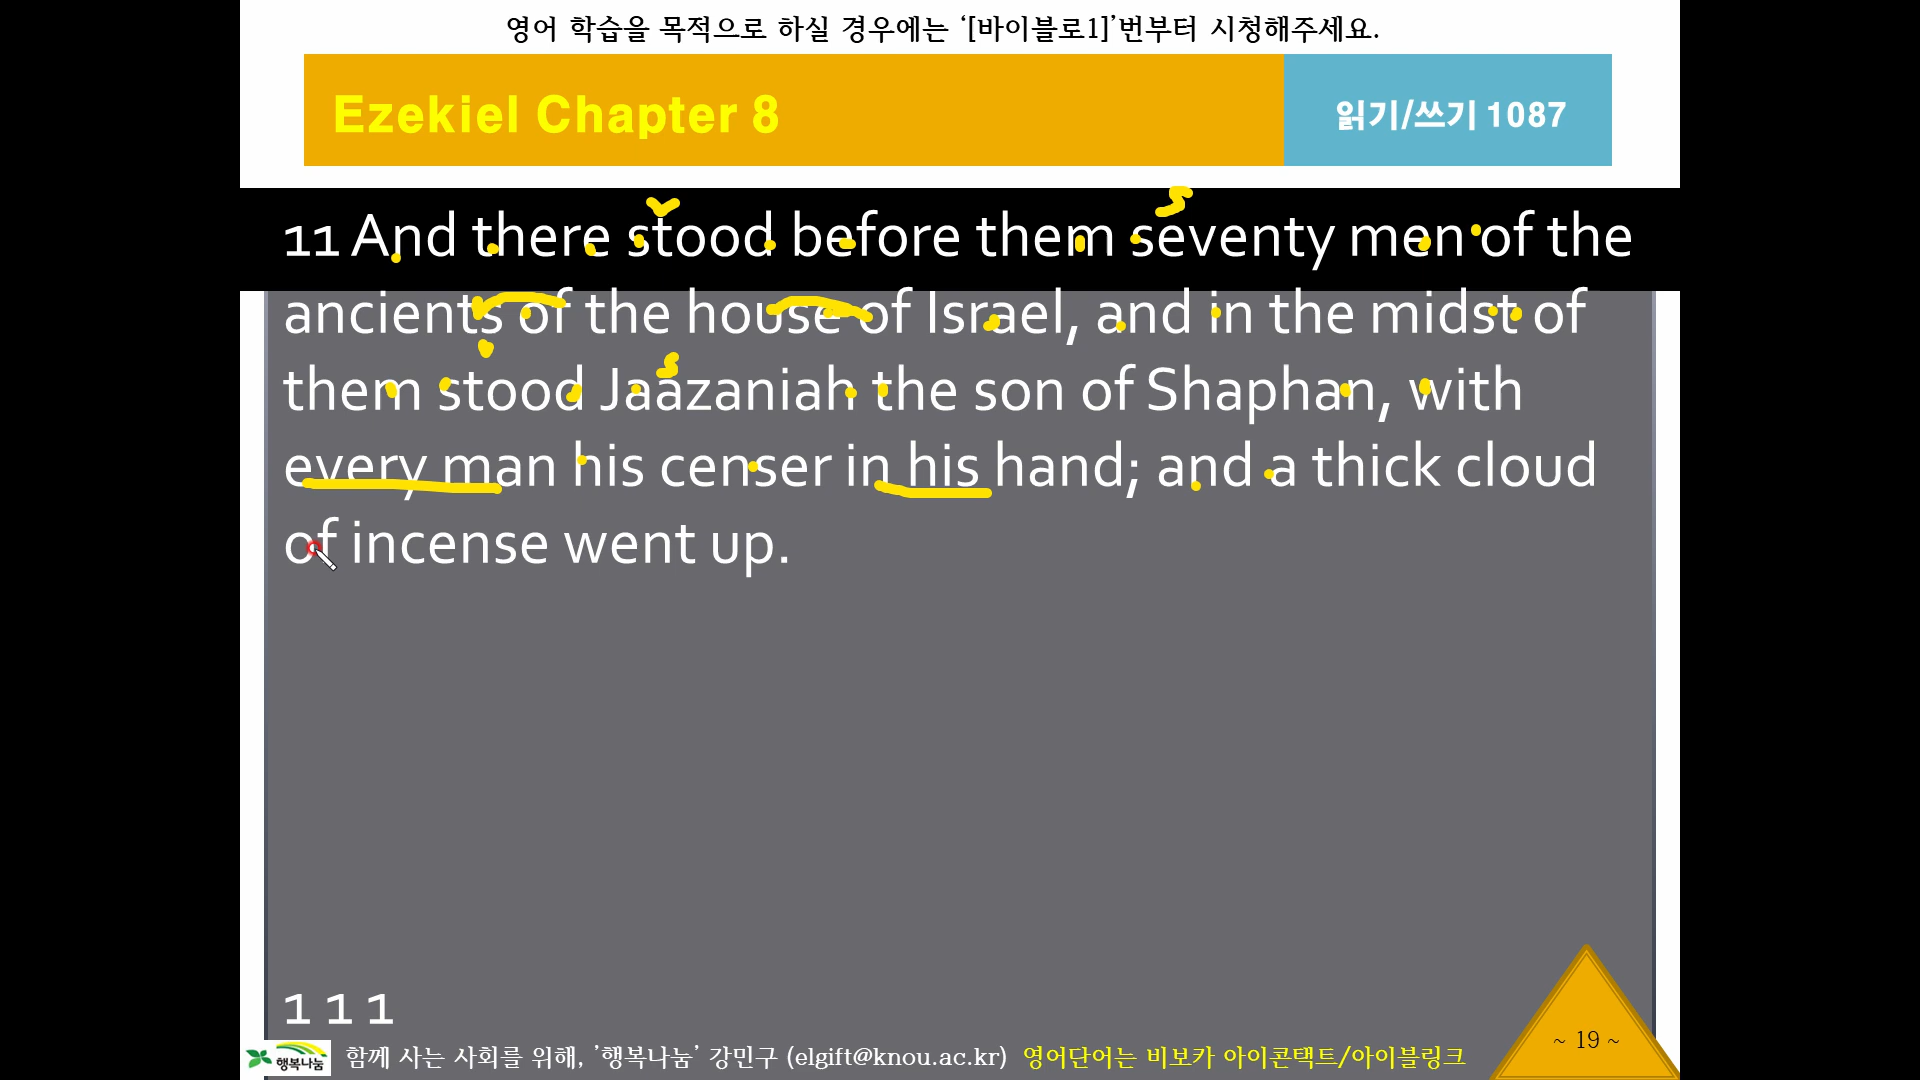 영어 학습을 목적으로 하실 경우에는 ‘[바이블로1]’번부터 시청해주세요.
Ezekiel Chapter 8
읽기/쓰기 1087
11 And there stood before them seventy men of the
ancients of the house of Israel, and in the midst of
them stood Jaazaniah the son of Shaphan, with
every man his censer in his hand; and a thick cloud
of incense went up.
1 1 1
~ 19 ~
행복나눔
함께 사는 사회를 위해, ’행복나눔’ 강민구 (elgift@knou.ac.kr) 영어단어는 비보카 아이콘택트/아이블링크